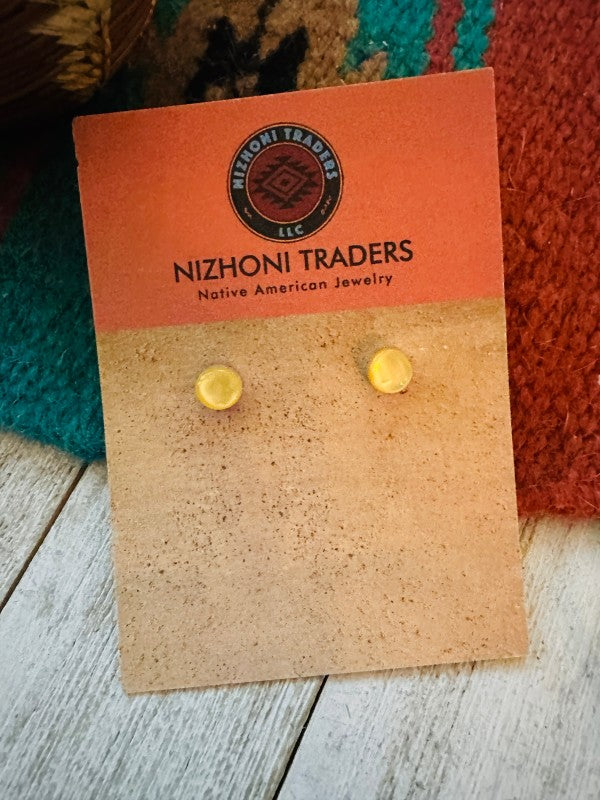 NIZHONI TRADERS
LLC
NIZHONI TRADERS
Native American Jewelry